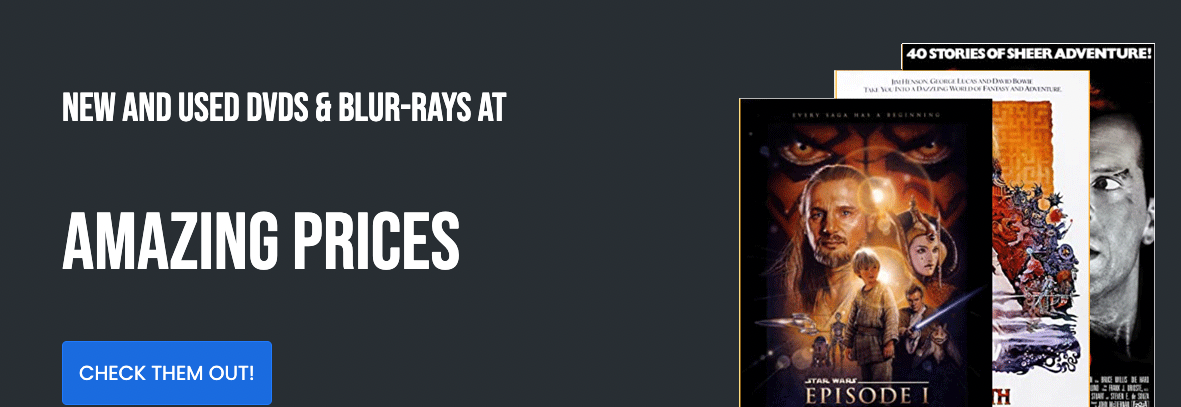 NEW AND USED DVDS & BLUR-RAYS AT
AMAZING PRICES
CHECK THEM OUT!
40 STORIES OF SHEER ADVENTURE!
JIM HENSON, GEORGE LUCAS AND DAVID BOWIE
TAKE YOU INTO A DAZZLING WORLD OF FANTASY AND ADVENTURE.
EVERY SAGA HAS A BEGINNING
STAR WARS
EPISODE I
TH
BRUCE WILLIS DIE HARD